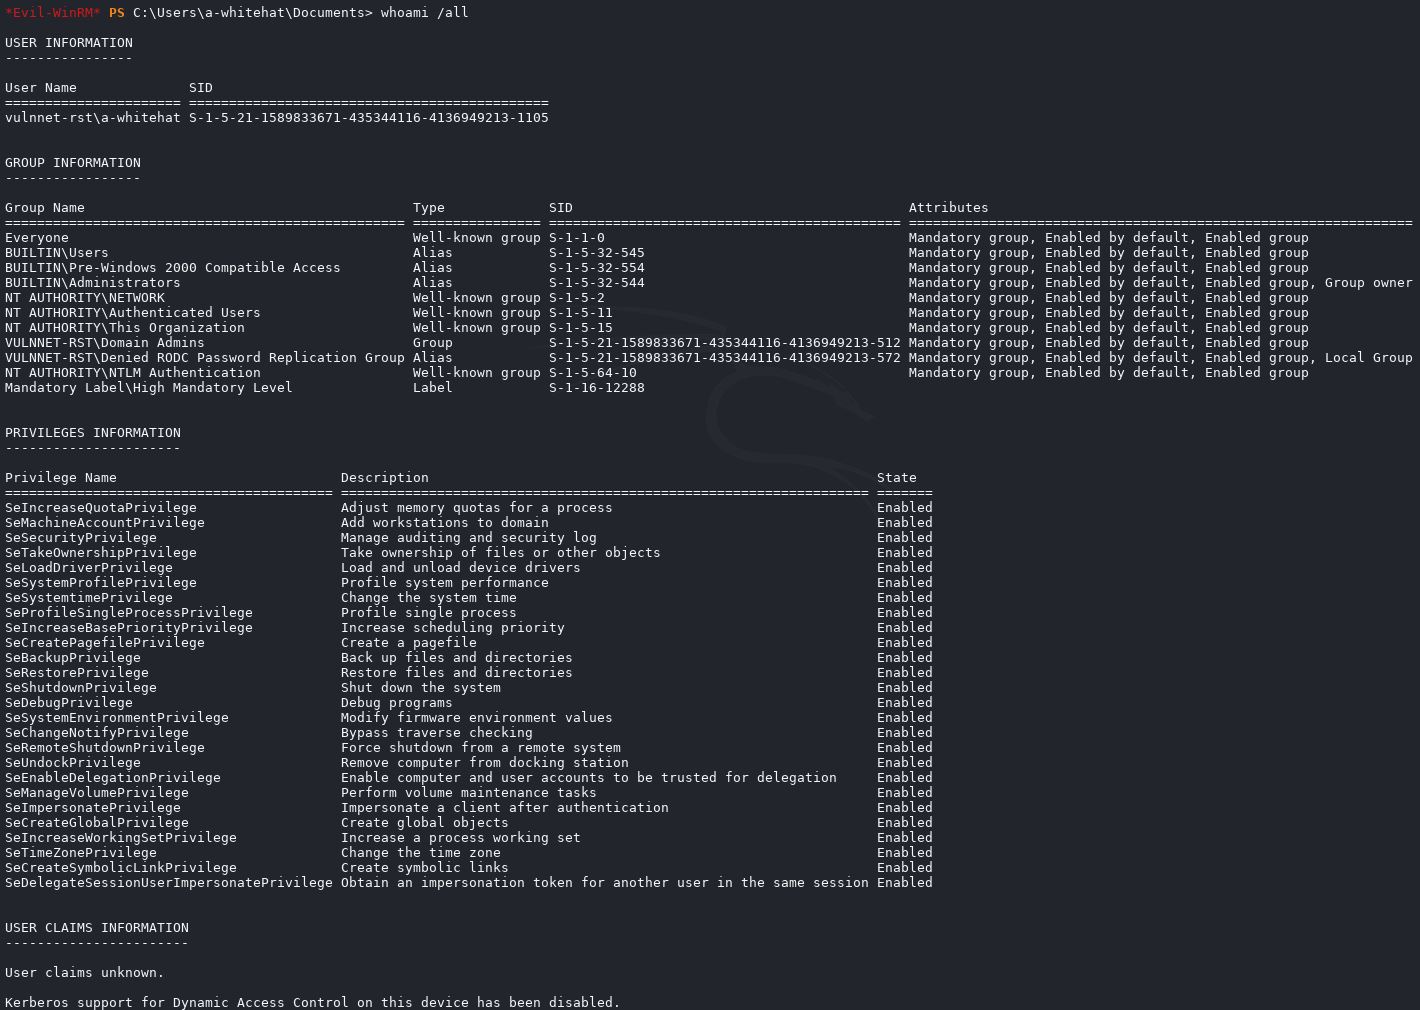 *Evil-WinRM* PS C:\Users\a-whitehat\Documents> whoami /all
USER INFORMATION
----------------
User Name              SID
====================== =============================================
vulnnet-rst\a-whitehat S-1-5-21-1589833671-435344116-4136949213-1105
GROUP INFORMATION
-----------------
Group Name                                         Type             SID                                          Attributes
================================================== ================ ============================================ ===============================================================
Everyone                                           Well-known group S-1-1-0                                      Mandatory group, Enabled by default, Enabled group
BUILTIN\Users                                      Alias            S-1-5-32-545                                 Mandatory group, Enabled by default, Enabled group
BUILTIN\Pre-Windows 2000 Compatible Access         Alias            S-1-5-32-554                                 Mandatory group, Enabled by default, Enabled group
BUILTIN\Administrators                             Alias            S-1-5-32-544                                 Mandatory group, Enabled by default, Enabled group, Group owner
NT AUTHORITY\NETWORK                               Well-known group S-1-5-2                                      Mandatory group, Enabled by default, Enabled group
NT AUTHORITY\Authenticated Users                   Well-known group S-1-5-11                                     Mandatory group, Enabled by default, Enabled group
NT AUTHORITY\This Organization                     Well-known group S-1-5-15                                     Mandatory group, Enabled by default, Enabled group
VULNNET-RST\Domain Admins                          Group            S-1-5-21-1589833671-435344116-4136949213-512 Mandatory group, Enabled by default, Enabled group
VULNNET-RST\Denied RODC Password Replication Group Alias            S-1-5-21-1589833671-435344116-4136949213-572 Mandatory group, Enabled by default, Enabled group, Local Group
NT AUTHORITY\NTLM Authentication                   Well-known group S-1-5-64-10                                  Mandatory group, Enabled by default, Enabled group
Mandatory Label\High Mandatory Level               Label            S-1-16-12288
PRIVILEGES INFORMATION
----------------------
Privilege Name                            Description                                                        State
========================================= ================================================================== =======
SeIncreaseQuotaPrivilege                  Adjust memory quotas for a process                                 Enabled
SeMachineAccountPrivilege                 Add workstations to domain                                         Enabled
SeSecurityPrivilege                       Manage auditing and security log                                   Enabled
SeTakeOwnershipPrivilege                  Take ownership of files or other objects                           Enabled
SeLoadDriverPrivilege                     Load and unload device drivers                                     Enabled
SeSystemProfilePrivilege                  Profile system performance                                         Enabled
SeSystemtimePrivilege                     Change the system time                                             Enabled
SeProfileSingleProcessPrivilege           Profile single process                                             Enabled
SeIncreaseBasePriorityPrivilege           Increase scheduling priority                                       Enabled
SeCreatePagefilePrivilege                 Create a pagefile                                                  Enabled
SeBackupPrivilege                         Back up files and directories                                      Enabled
SeRestorePrivilege                        Restore files and directories                                      Enabled
SeShutdownPrivilege                       Shut down the system                                               Enabled
SeDebugPrivilege                          Debug programs                                                     Enabled
SeSystemEnvironmentPrivilege              Modify firmware environment values                                 Enabled
SeChangeNotifyPrivilege                   Bypass traverse checking                                           Enabled
SeRemoteShutdownPrivilege                 Force shutdown from a remote system                                Enabled
SeUndockPrivilege                         Remove computer from docking station                               Enabled
SeEnableDelegationPrivilege               Enable computer and user accounts to be trusted for delegation     Enabled
SeManageVolumePrivilege                   Perform volume maintenance tasks                                   Enabled
SeImpersonatePrivilege                    Impersonate a client after authentication                          Enabled
SeCreateGlobalPrivilege                   Create global objects                                              Enabled
SeIncreaseWorkingSetPrivilege             Increase a process working set                                     Enabled
SeTimeZonePrivilege                       Change the time zone                                               Enabled
SeCreateSymbolicLinkPrivilege             Create symbolic links                                              Enabled
SeDelegateSessionUserImpersonatePrivilege Obtain an impersonation token for another user in the same session Enabled
USER CLAIMS INFORMATION
-----------------------
User claims unknown.
Kerberos support for Dynamic Access Control on this device has been disabled.